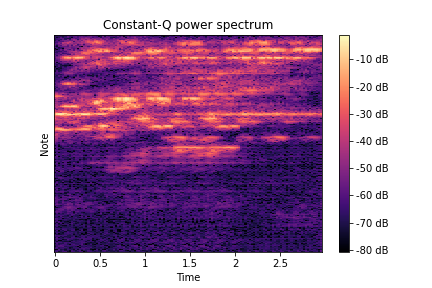 Constant-Q power spectrum
Note
-10 dB
-20 dB
-30 dB
-40 dB
-50 dB
-60 dB
-70 dB
-80 dB
0
0.5
1
1.5
2
2.5
Time